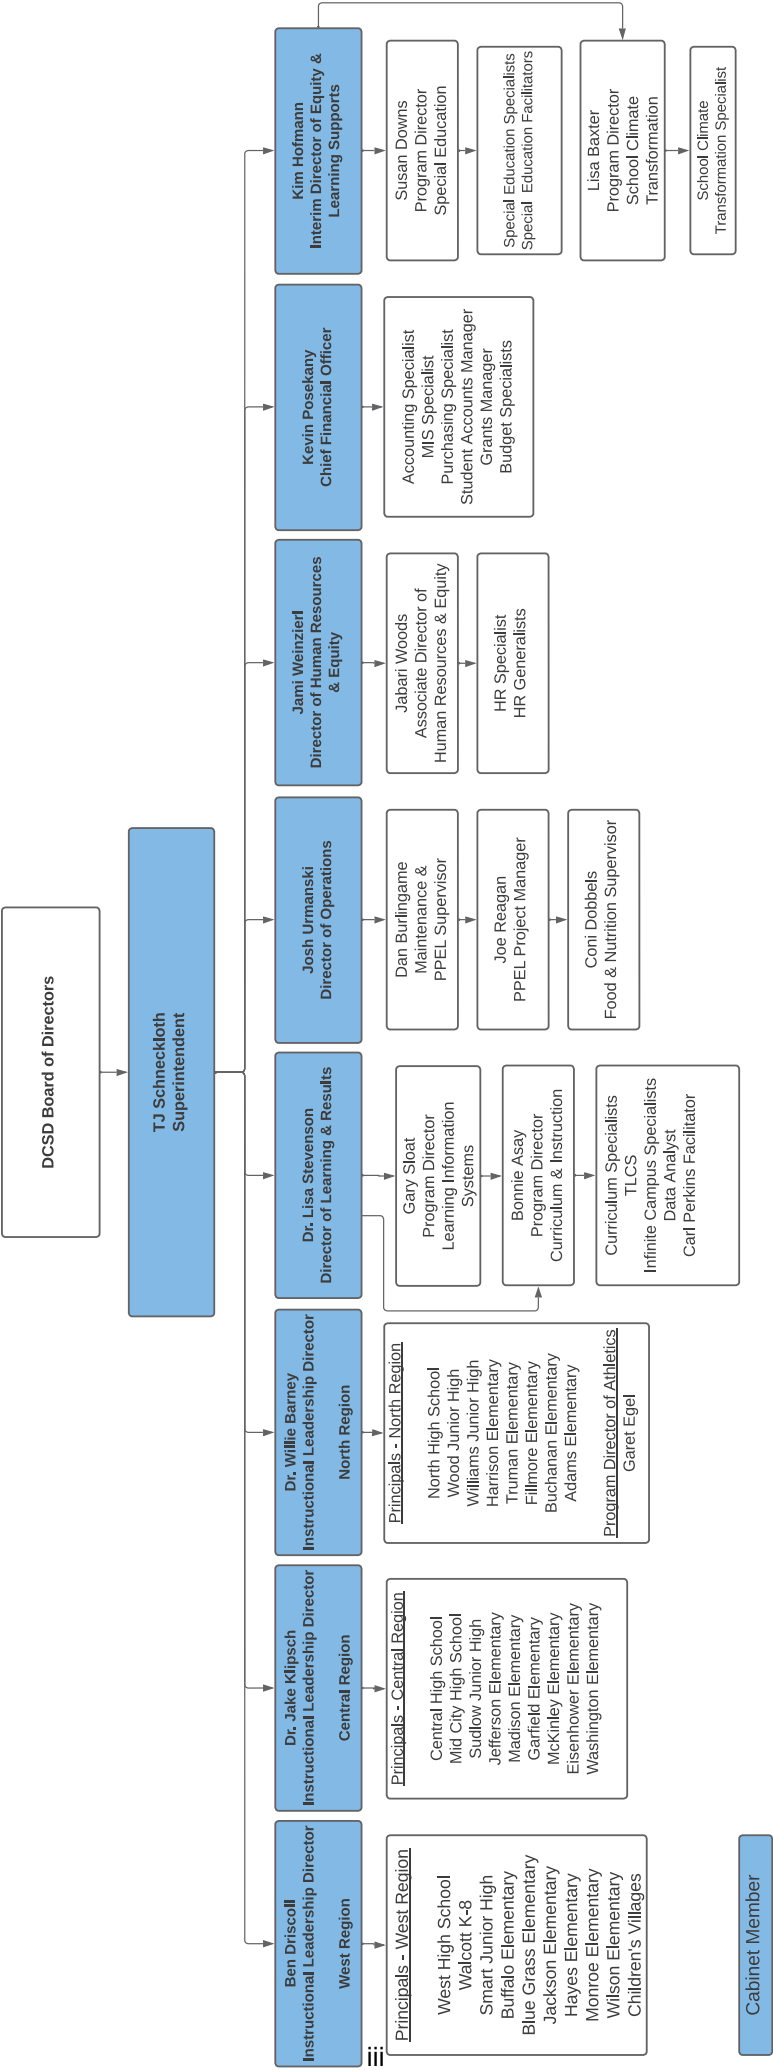 DCSD Board of Directors
TJ Schneckloth
Superintendent
Ben Driscoll
Instructional Leadership Director
West Region
Principals - West Region
West High School
Walcott K-8
Smart Junior High
Buffalo Elementary
Blue Grass Elementary
Jackson Elementary
Hayes Elementary
Monroe Elementary
Wilson Elementary
Children's Villages
Dr. Jake Klipsch
Instructional Leadership Director
Central Region
Principals - Central Region
Central High School
Mid City High School
Sudlow Junior High
Jefferson Elementary
Madison Elementary
Garfield Elementary
McKinley Elementary
Eisenhower Elementary
Washington Elementary
Dr. Willie Barney
Instructional Leadership Director
North Region
Principals - North Region
North High School
Wood Junior High
Williams Junior High
Harrison Elementary
Truman Elementary
Fillmore Elementary
Buchanan Elementary
Adams Elementary
Program Director of Athletics
Garet Egel
Dr. Lisa Stevenson
Director of Learning & Results
Gary Sloat
Program Director
Learning Information
Systems
Bonnie Asay
Program Director
Curriculum & Instruction
Curriculum Specialists
TLCS
Infinite Campus Specialists
Data Analyst
Carl Perkins Facilitator
Josh Urmanski
Director of Operations
Dan Burlingame
Maintenance &
PPEL Supervisor
Joe Reagan
PPEL Project Manager
Coni Dobbels
Food & Nutrition Supervisor
Jami Weinzierl
Director of Human Resources
& Equity
Jabari Woods
Associate Director of
Human Resources & Equity
HR Specialist
HR Generalists
Kevin Posekany
Chief Financial Officer
Accounting Specialist
MIS Specialist
Purchasing Specialist
Student Accounts Manager
Grants Manager
Budget Specialists
Kim Hofmann
Interim Director of Equity &
Learning Supports
Susan Downs
Program Director
Special Education
Special Education Specialists
Special Education Facilitators
Lisa Baxter
Program Director
School Climate
Transformation
School Climate
Transformation Specialist
Cabinet Member
iii